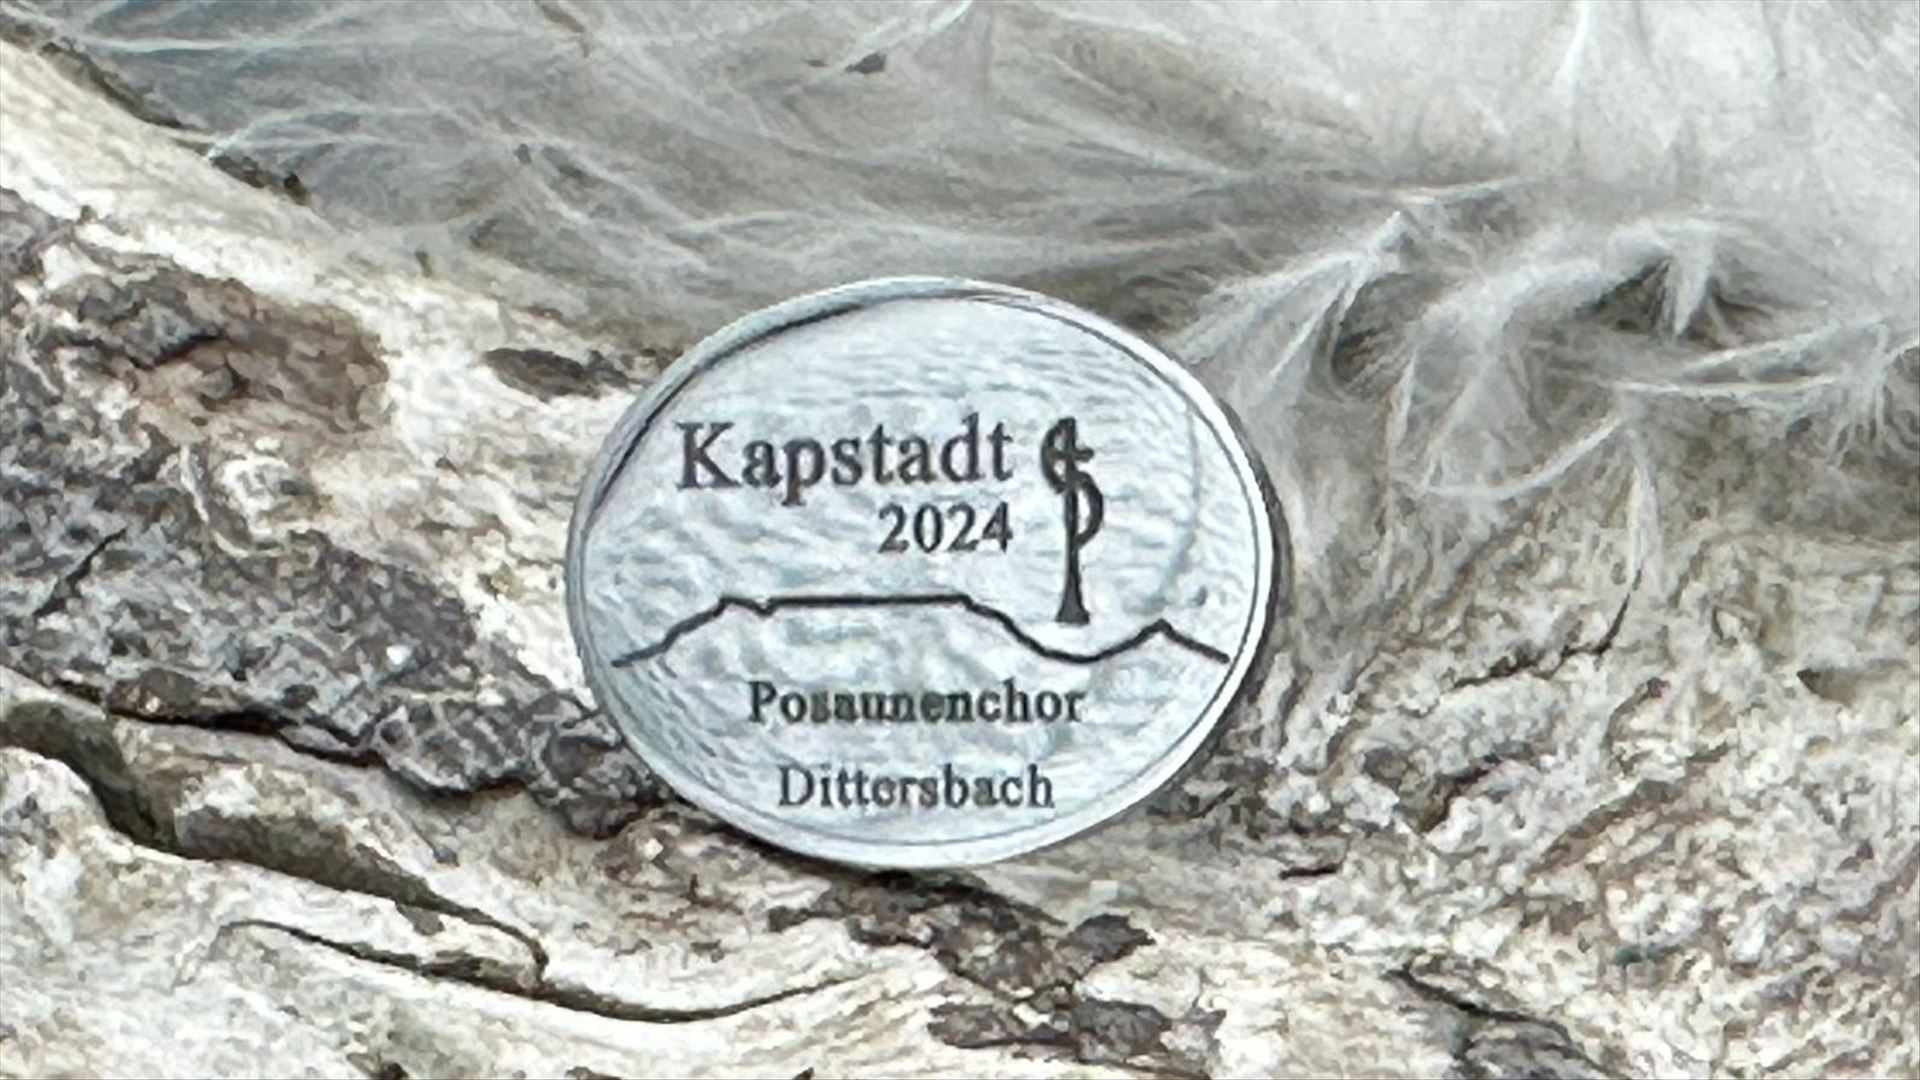 Kapstadt
2024
Posaunenchor
Dittersbach